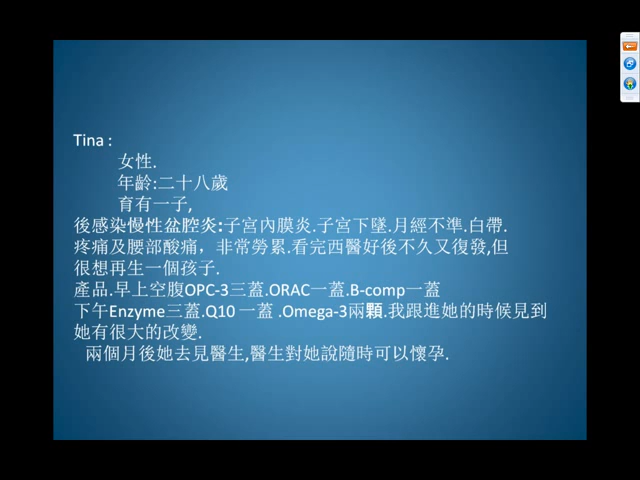 Tina :
女性.
年齡:二十八歲
育有一子,
後感染慢性盆腔炎:子宮內膜炎.子宮下墜.月經不準.白帶.
疼痛及腰部酸痛，非常勞累.看完西醫好後不久又復發,但
很想再生一個孩子.
產品.早上空腹OPC-3三蓋.ORAC一蓋.B-comp一蓋
下午Enzyme三蓋.Q10 一蓋 .Omega-3兩顆.我跟進她的時候見到
她有很大的改變.
兩個月後她去見醫生,醫生對她說隨時可以懷孕.